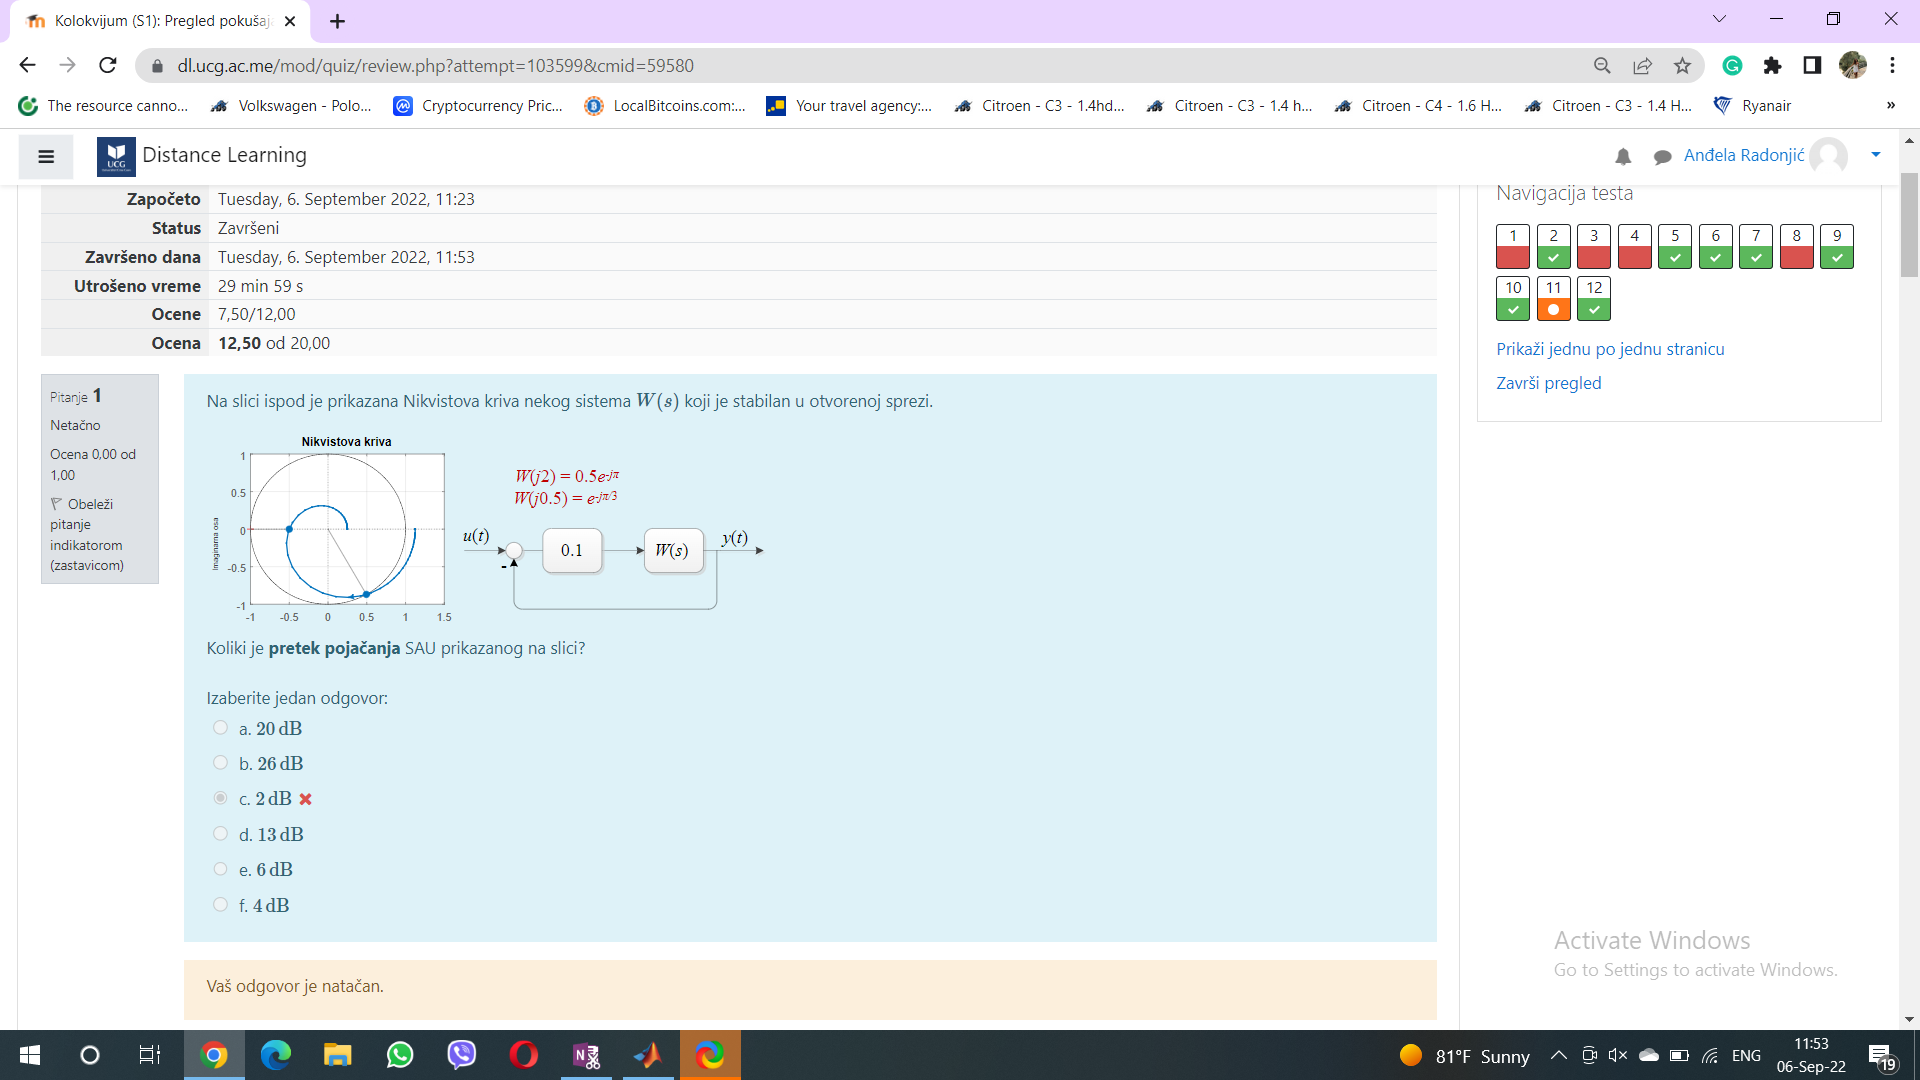 Kolokvijum (S1): Pregled pokušaj
dl.ucg.ac.me/mod/quiz/review.php?attempt=103599&cmid=59580
The resource canno... Volkswagen - Polo... Cryptocurrency Pric... LocalBitcoins.com:... Your travel agency:... Citroen - C3 - 1.4hd... Citroen - C3 - 1.4 h... Citroen - C4 - 1.6 H... Citroen - C3 - 1.4 H... Ryanair »
UCG Distance Learning Anđela Radonjić
Započeto Tuesday, 6. September 2022, 11:23
Status Završeni
Završeno dana Tuesday, 6. September 2022, 11:53
Utrošeno vreme 29 min 59 s
Ocene 7,50/12,00
Ocena 12,50 od 20,00
Navigacija testa
1 2 3 4 5 6 7 8 9
10 11 12
Prikaži jednu po jednu stranicu
Završi pregled
Pitanje 1
Netačno
Ocena 0,00 od
1,00
Obeleži
pitanje
indikatorom
(zastavicom)
Na slici ispod je prikazana Nikvistova kriva nekog sistema W(s) koji je stabilan u otvorenoj sprezi.
Nikvistova kriva
1
0.5
0
-0.5
-1
Imaginarna osa
-1 -0.5 0 0.5 1 1.5
W(j2) = 0.5e^-jπ
W(j0.5) = e^-jπ/3
u(t) 0.1 W(s) y(t)
-
Koliki je pretek pojačanja SAU prikazanog na slici?
Izaberite jedan odgovor:
a. 20 dB
b. 26 dB
c. 2 dB
d. 13 dB
e. 6 dB
f. 4 dB
Vaš odgovor je natačan.
Activate Windows
Go to Settings to activate Windows.
81°F Sunny ENG 11:53
06-Sep-22 19